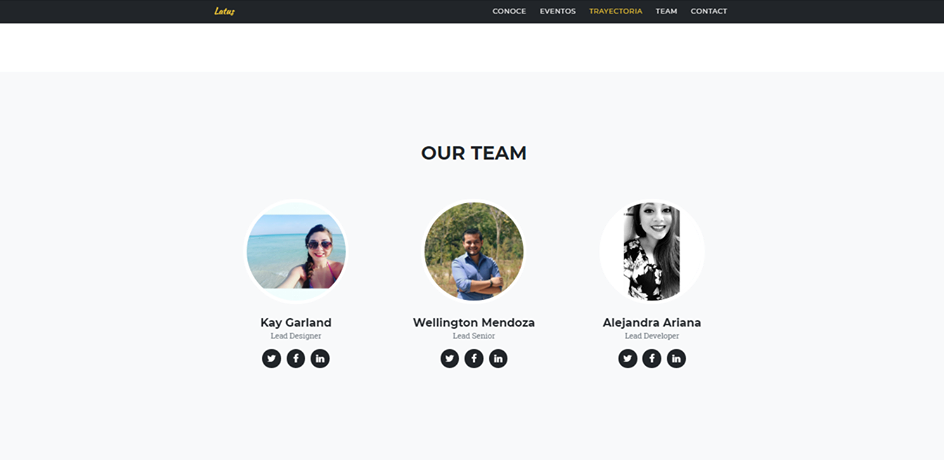 Latus
CONOCE EVENTOS TRAYECTORIA TEAM CONTACT
OUR TEAM
Kay Garland
Lead Designer
Wellington Mendoza
Lead Senior
Alejandra Ariana
Lead Developer